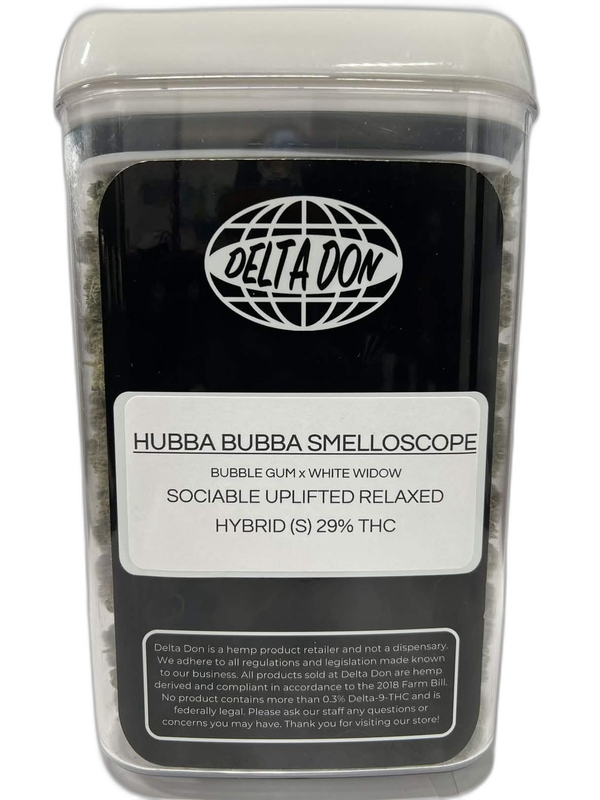 DELTA DON
HUBBA BUBBA SMELLOSCOPE
BUBBLE GUM x WHITE WIDOW
SOCIABLE UPLIFTED RELAXED
HYBRID (S) 29% THC
Delta Don is a hemp product retailer and not a dispensary.
We adhere to all regulations and legislation made known
to our business. All products sold at Delta Don are hemp
derived and compliant in accordance to the 2018 Farm Bill.
No product contains more than 0.3% Delta-9-THC and is
federally legal. Please ask our staff any questions or
concerns you may have. Thank you for visiting our store!